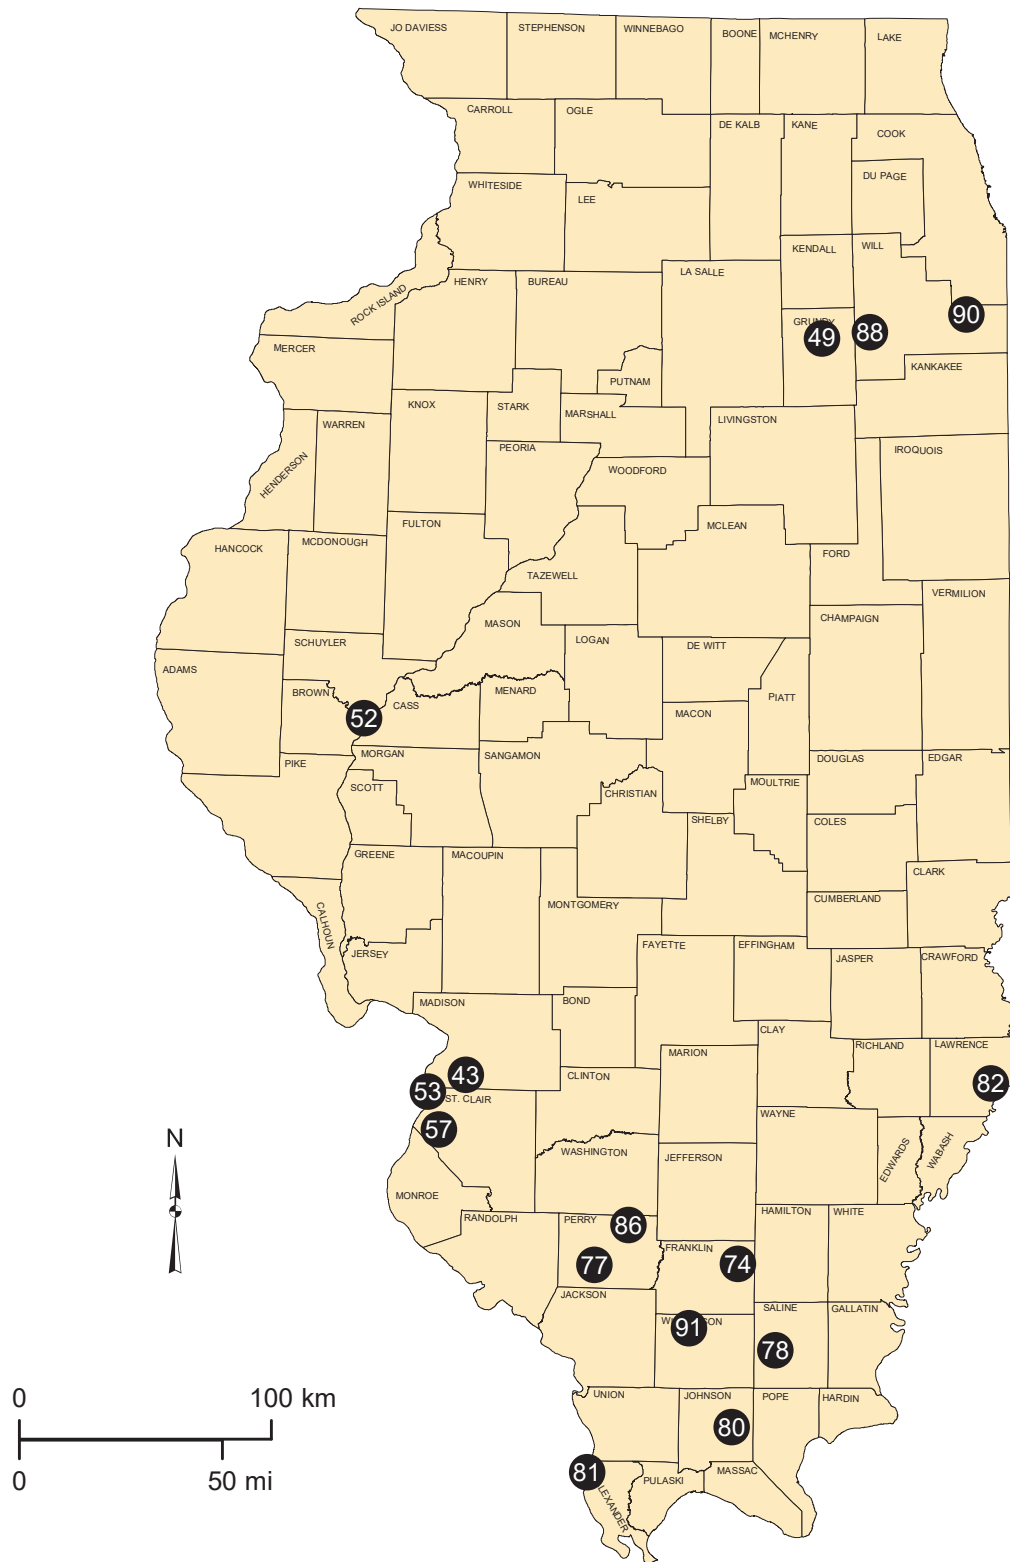 JO DAVIESS
STEPHENSON
WINNEBAGO
BOONE
MCHENRY
LAKE
CARROLL
OGLE
DE KALB
KANE
COOK
DU PAGE
WHITESIDE
LEE
KENDALL
WILL
LA SALLE
HENRY
BUREAU
ROCK ISLAND
GRUNDY
90
88
49
MERCER
PUTNAM
KANKAKEE
KNOX
STARK
MARSHALL
LIVINGSTON
WARREN
PEORIA
IROQUOIS
HENDERSON
WOODFORD
FULTON
MCLEAN
HANCOCK
MCDONOUGH
FORD
TAZEWELL
VERMILION
MASON
CHAMPAIGN
SCHUYLER
LOGAN
DE WITT
ADAMS
BROWN
CASS
MENARD
PIATT
52
MACON
MORGAN
SANGAMON
PIKE
DOUGLAS
EDGAR
SCOTT
CHRISTIAN
MOULTRIE
SHELBY
COLES
GREENE
MACOUPIN
CLARK
CALHOUN
MONTGOMERY
CUMBERLAND
JERSEY
FAYETTE
EFFINGHAM
JASPER
CRAWFORD
MADISON
BOND
CLAY
MARION
RICHLAND
LAWRENCE
43
CLINTON
82
53
ST. CLAIR
57
WAYNE
N
WASHINGTON
JEFFERSON
EDWARDS
WABASH
MONROE
RANDOLPH
PERRY
86
HAMILTON
WHITE
FRANKLIN
77
74
JACKSON
SALINE
GALLATIN
91
78
0
100 km
UNION
JOHNSON
POPE
HARDIN
80
0
50 mi
81
PULASKI
MASSAC
LEXANDER